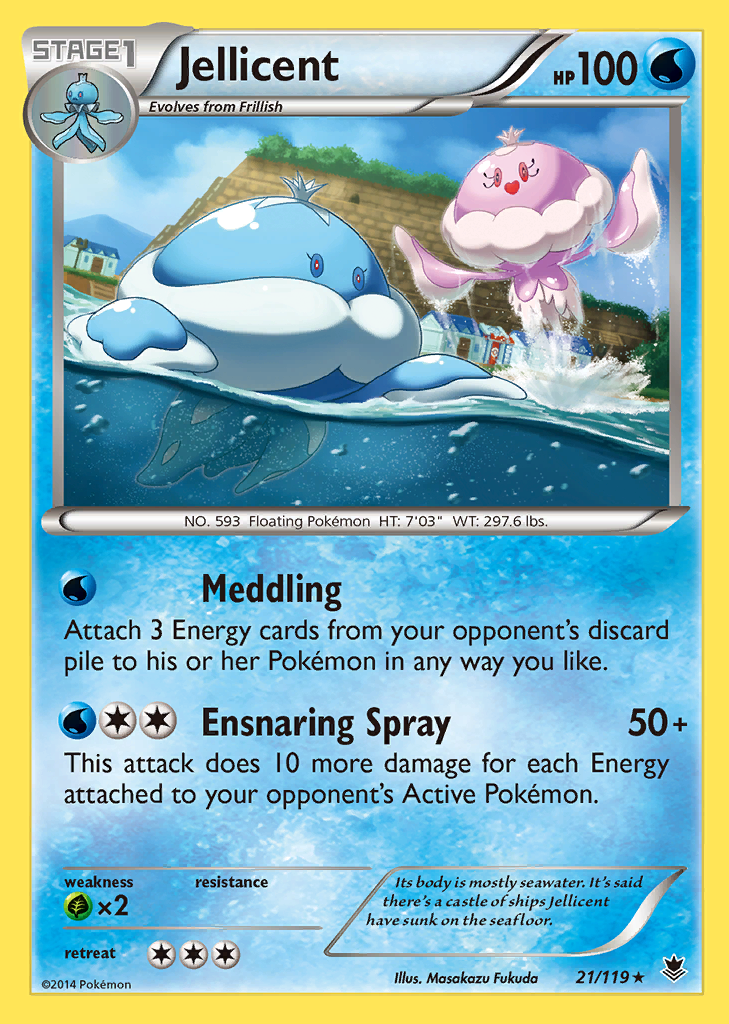 STAGE1
Jellicent
HP100
Evolves from Frillish
NO. 593 Floating Pokémon HT: 7'03" WT: 297.6 lbs.
Meddling
Attach 3 Energy cards from your opponent's discard
pile to his or her Pokémon in any way you like.
Ensnaring Spray 50+
This attack does 10 more damage for each Energy
attached to your opponent's Active Pokémon.
weakness resistance
×2
Its body is mostly seawater. It's said
there's a castle of ships Jellicent
have sunk on the seafloor.
retreat
©2014 Pokémon
Illus. Masakazu Fukuda
21/119★